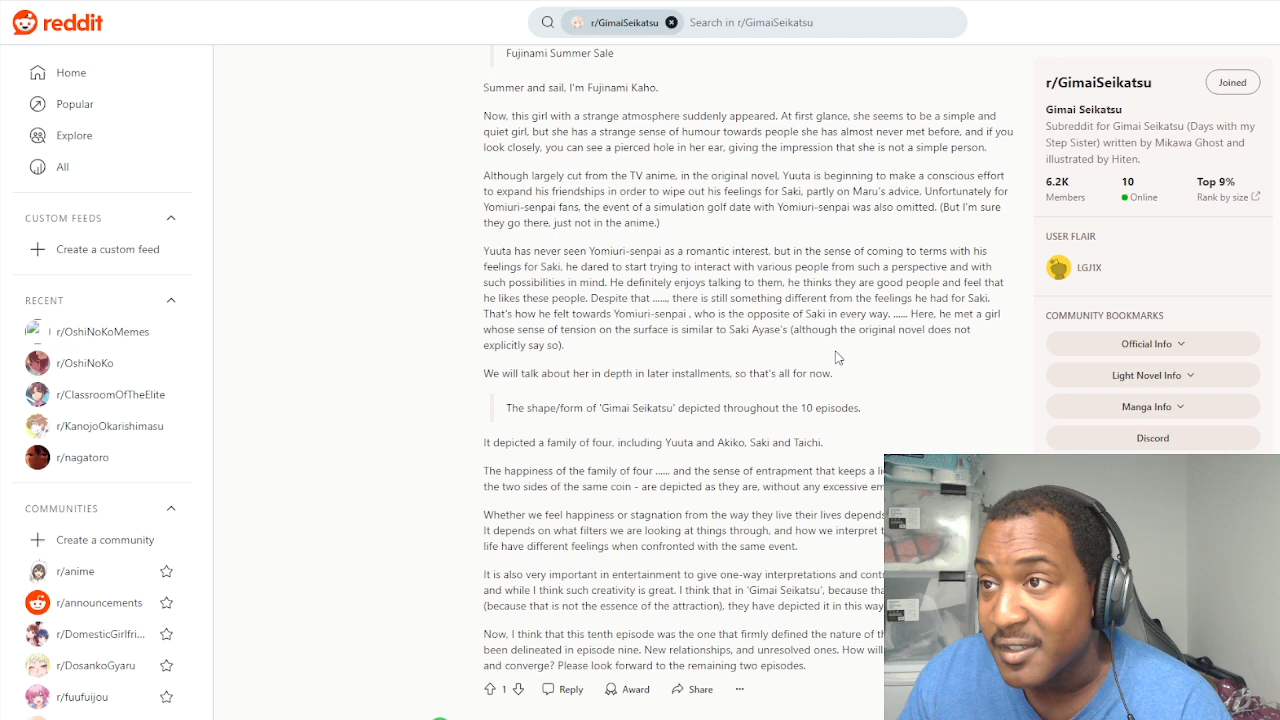 reddit
r/GimaiSeikatsu
Search in r/GimaiSeikatsu
Home
Popular
Explore
All
CUSTOM FEEDS
Create a custom feed
RECENT
r/OshiNoKoMemes
r/OshiNoKo
r/ClassroomOfTheElite
r/KanojoOkarishimasu
r/nagatoro
COMMUNITIES
Create a community
r/anime
r/announcements
r/DomesticGirlfri...
r/DosankoGyaru
r/fuufuijou
Fujinami Summer Sale
Summer and sail, I'm Fujinami Kaho.
Now, this girl with a strange atmosphere suddenly appeared. At first glance, she seems to be a simple and
quiet girl, but she has a strange sense of humour towards people she has almost never met before, and if you
look closely, you can see a pierced hole in her ear, giving the impression that she is not a simple person.
Although largely cut from the TV anime, in the original novel, Yuuta is beginning to make a conscious effort
to expand his friendships in order to wipe out his feelings for Saki, partly on Maru's advice. Unfortunately for
Yomiuri-senpai fans, the event of a simulation golf date with Yomiuri-senpai was also omitted. (But I'm sure
they go there, just not in the anime.)
Yuuta has never seen Yomiuri-senpai as a romantic interest, but in the sense of coming to terms with his
feelings for Saki, he dared to start trying to interact with various people from such a perspective and with
such possibilities in mind. He definitely enjoys talking to them, he thinks they are good people and feel that
he likes these people. Despite that ......, there is still something different from the feelings he had for Saki.
That's how he felt towards Yomiuri-senpai , who is the opposite of Saki in every way. ...... Here, he met a girl
whose sense of tension on the surface is similar to Saki Ayase's (although the original novel does not
explicitly say so).
We will talk about her in depth in later installments, so that's all for now.
The shape/form of 'Gimai Seikatsu' depicted throughout the 10 episodes.
It depicted a family of four, including Yuuta and Akiko, Saki and Taichi.
The happiness of the family of four ...... and the sense of entrapment that keeps a
the two sides of the same coin - are depicted as they are, without any excessive
Whether we feel happiness or stagnation from the way they live their lives depends
It depends on what filters we are looking at things through, and how we interpret
life have different feelings when confronted with the same event.
It is also very important in entertainment to give one-way interpretations and
and while I think such creativity is great. I think that in 'Gimai Seikatsu', because
(because that is not the essence of the attraction), they have depicted it in this way
Now, I think that this tenth episode was the one that firmly defined the nature of
been delineated in episode nine. New relationships, and unresolved ones. How will
and converge? Please look forward to the remaining two episodes.
1
Reply
Award
Share
r/GimaiSeikatsu
Joined
Gimai Seikatsu
Subreddit for Gimai Seikatsu (Days with my
Step Sister) written by Mikawa Ghost and
illustrated by Hiten.
6.2K 10 Top 9%
Members Online Rank by size
USER FLAIR
LGJ1X
COMMUNITY BOOKMARKS
Official Info
Light Novel Info
Manga Info
Discord